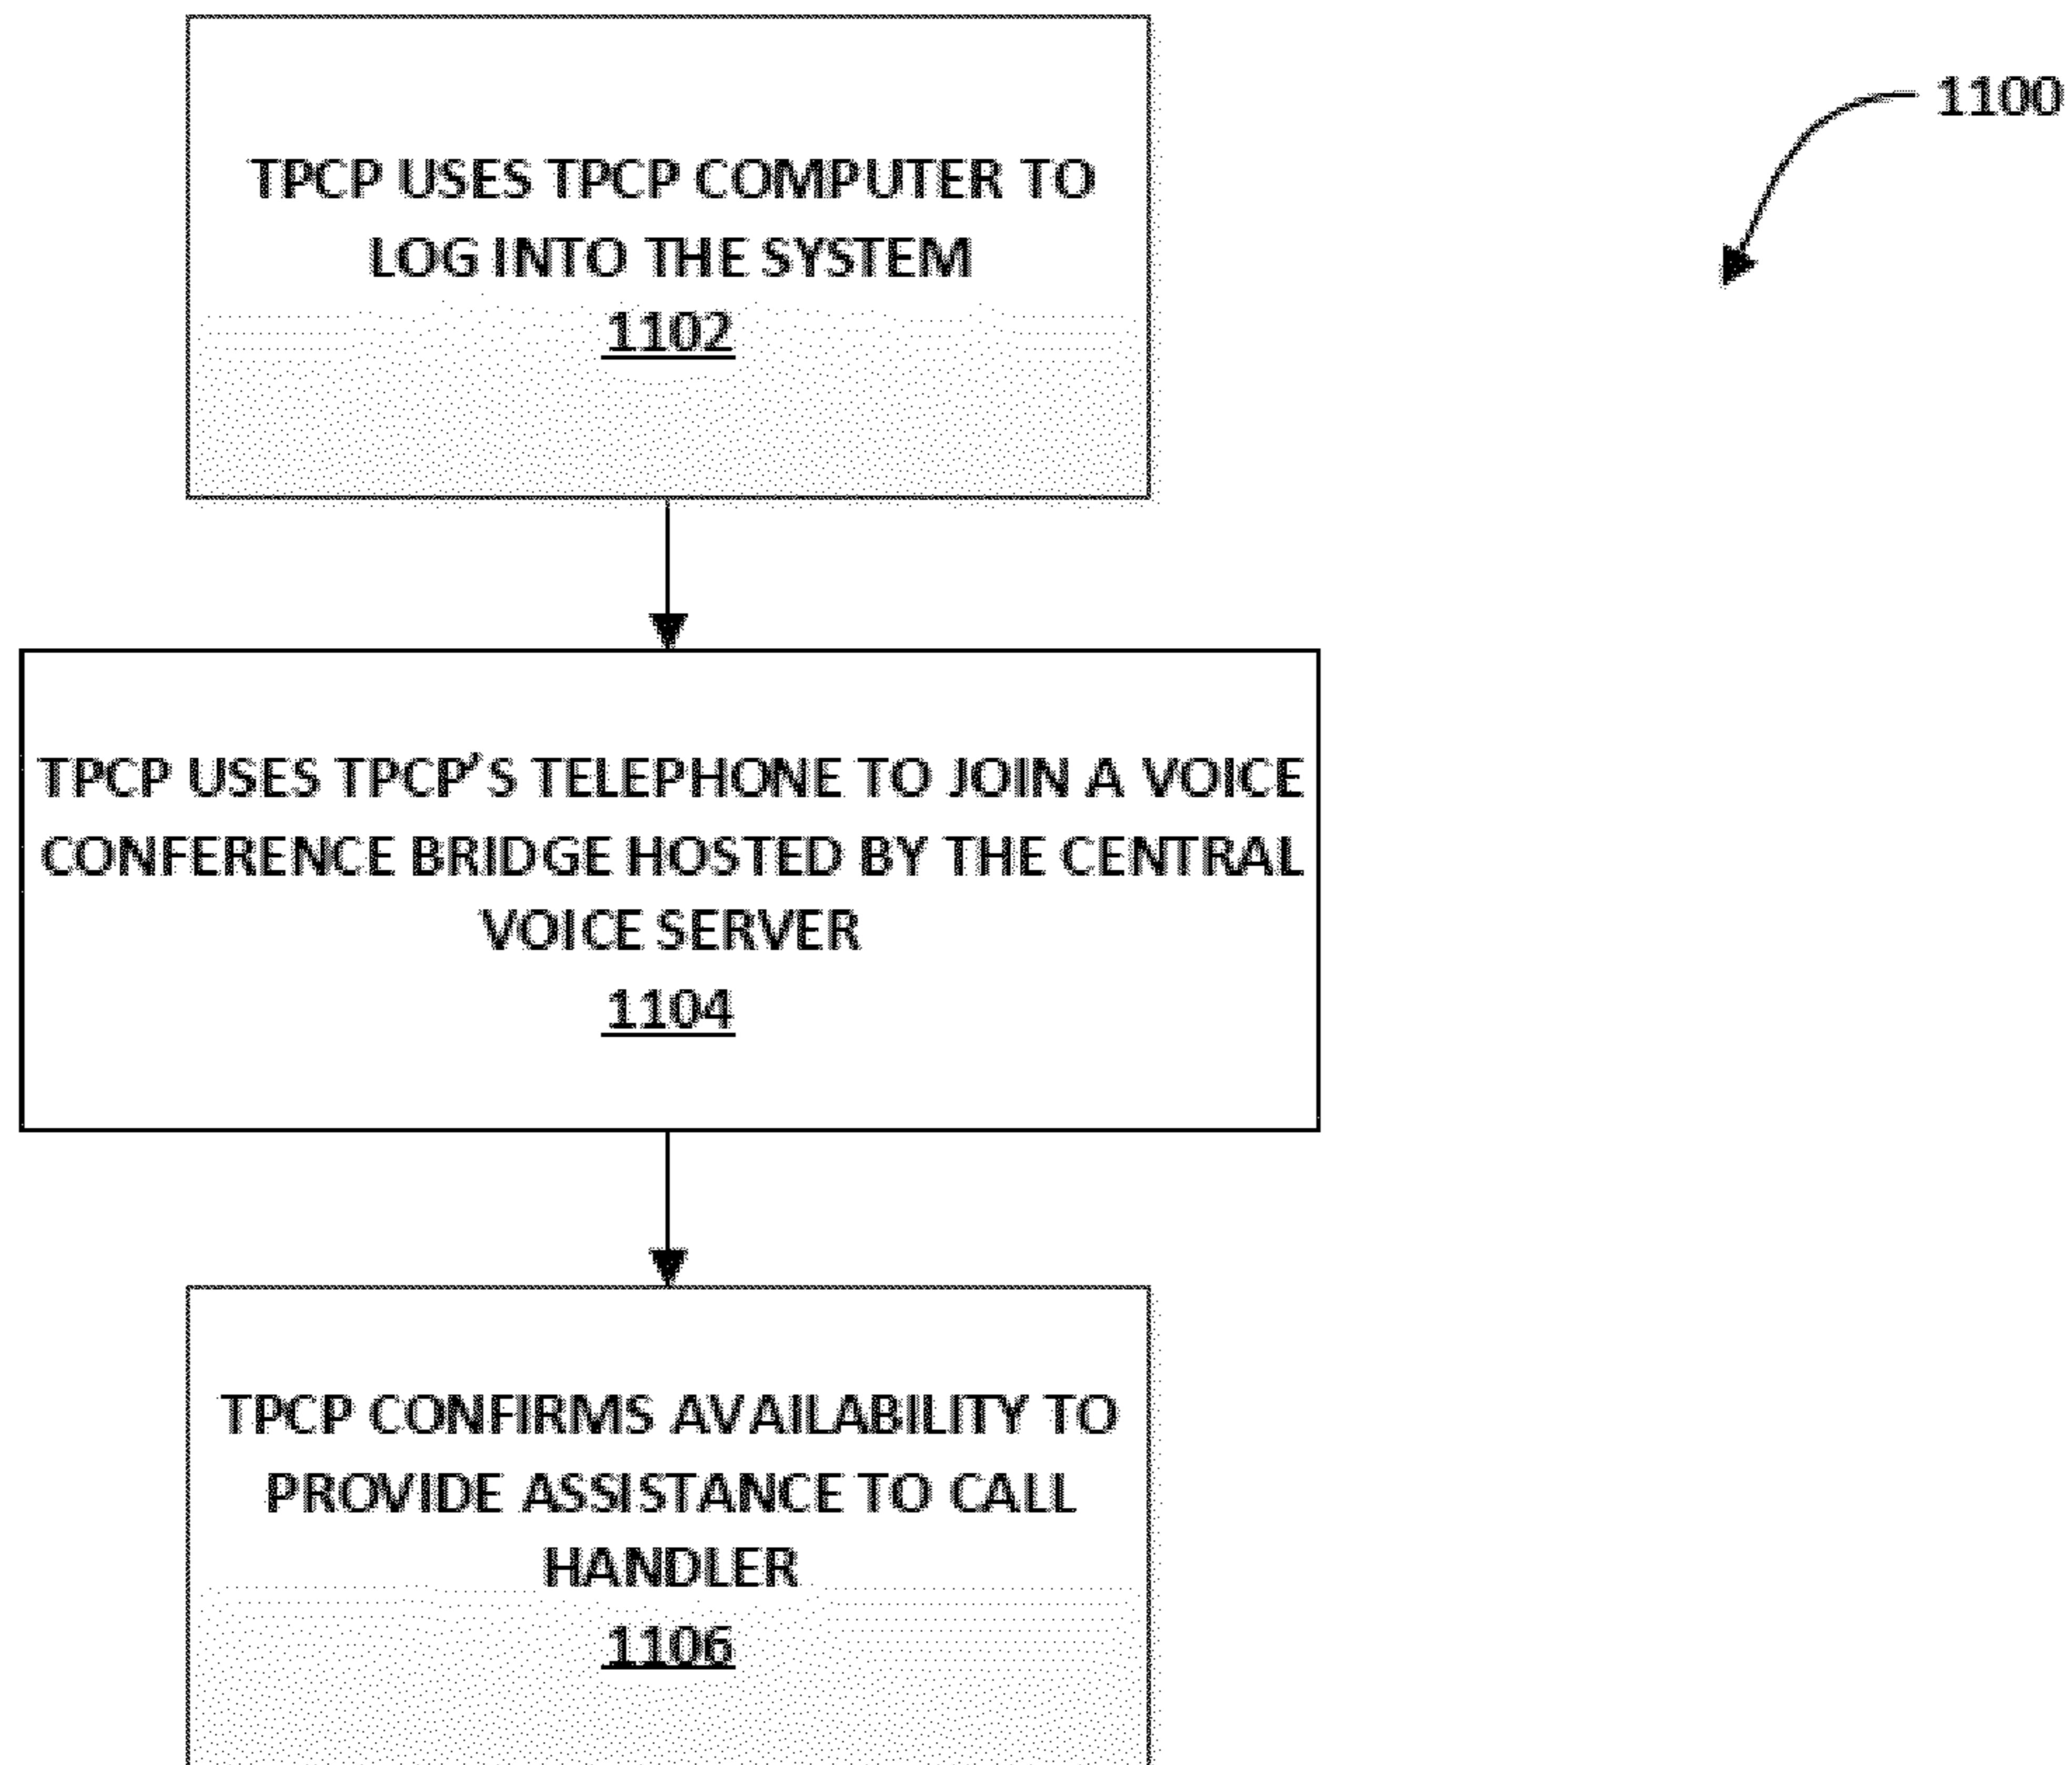 TPCP USES TPCP COMPUTER TO
LOG INTO THE SYSTEM
1102
1100
TPCP USES TPCP’S TELEPHONE TO JOIN A VOICE
CONFERENCE BRIDGE HOSTED BY THE CENTRAL
VOICE SERVER
1104
TPCP CONFIRMS AVAILABILITY TO
PROVIDE ASSISTANCE TO CALL
HANDLER
1106